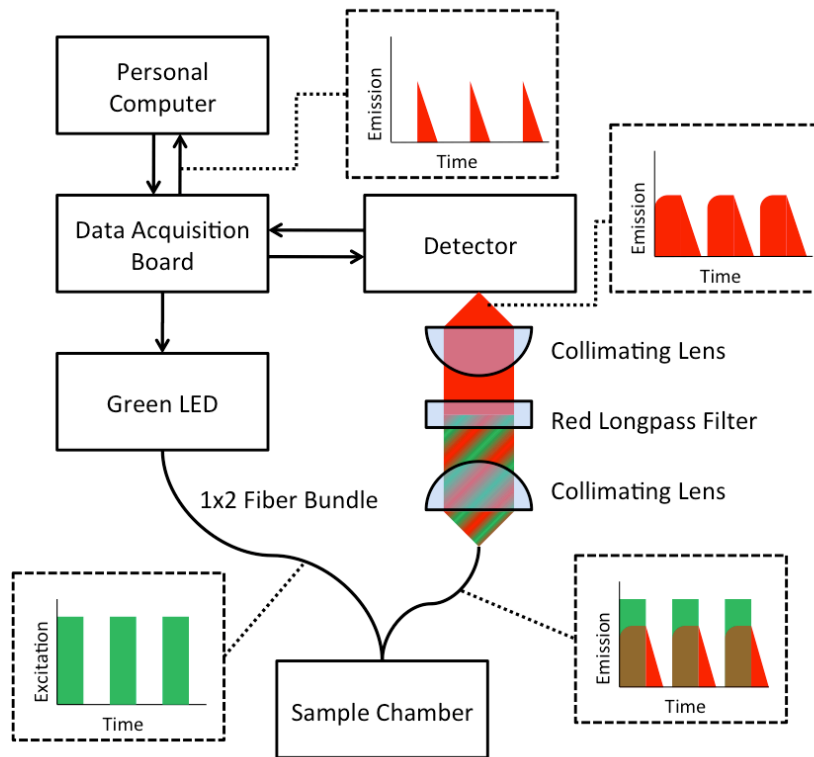 Personal
Computer
Emission
Time
Data Acquisition
Board
Detector
Emission
Time
Collimating Lens
Green LED
Red Longpass Filter
Collimating Lens
1x2 Fiber Bundle
Excitation
Time
Sample Chamber
Emission
Time